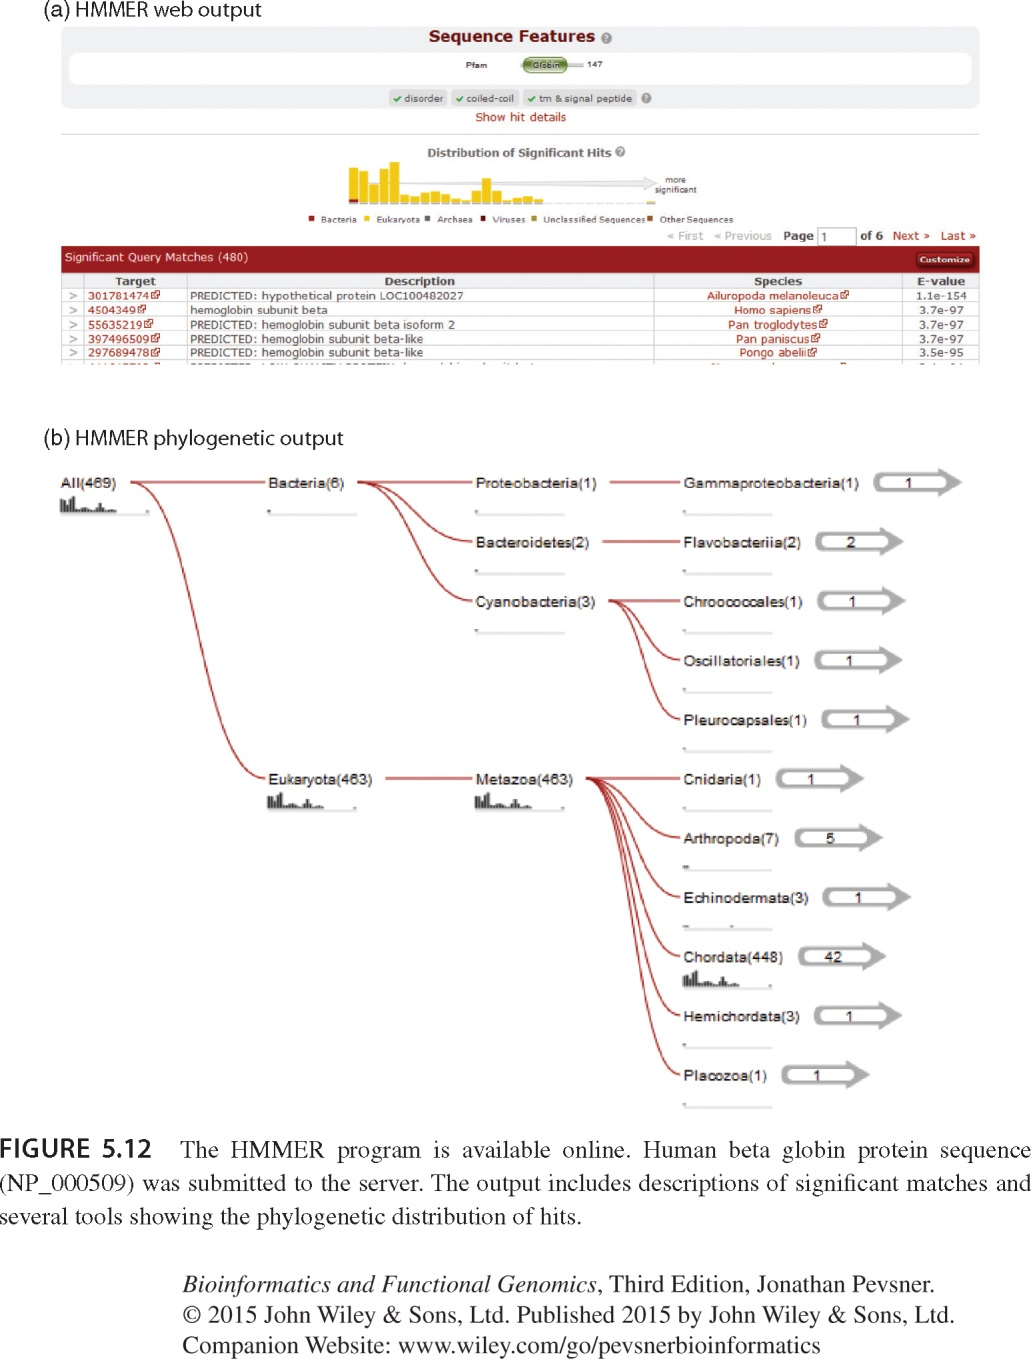 (a) HMMER web output
Sequence Features ?
Pfam Globin 147
✓ disorder ✓ coiled-coil ✓ tm & signal peptide ?
Show hit details
Distribution of Significant Hits ?
more
significant
Bacteria Eukaryota Archaea Viruses Unclassified Sequences Other Sequences
« First « Previous Page 1 of 6 Next » Last »
Significant Query Matches (480) Customize
Target Description Species E-value
> 301781474 PREDICTED: hypothetical protein LOC100482027 Ailuropoda melanoleuca 1.1e-154
> 4504349 hemoglobin subunit beta Homo sapiens 3.7e-97
> 55635219 PREDICTED: hemoglobin subunit beta isoform 2 Pan troglodytes 3.7e-97
> 397496509 PREDICTED: hemoglobin subunit beta-like Pan paniscus 3.7e-97
> 297689478 PREDICTED: hemoglobin subunit beta-like Pongo abelii 3.5e-95
(b) HMMER phylogenetic output
All(469) Bacteria(6) Proteobacteria(1) Gammaproteobacteria(1) 1
Bacteroidetes(2) Flavobacteriia(2) 2
Cyanobacteria(3) Chroococcales(1) 1
Oscillatoriales(1) 1
Pleurocapsales(1) 1
Eukaryota(463) Metazoa(463) Cnidaria(1) 1
Arthropoda(7) 5
Echinodermata(3) 1
Chordata(448) 42
Hemichordata(3) 1
Placozoa(1) 1
FIGURE 5.12 The HMMER program is available online. Human beta globin protein sequence
(NP_000509) was submitted to the server. The output includes descriptions of significant matches and
several tools showing the phylogenetic distribution of hits.
Bioinformatics and Functional Genomics, Third Edition, Jonathan Pevsner.
© 2015 John Wiley & Sons, Ltd. Published 2015 by John Wiley & Sons, Ltd.
Companion Website: www.wiley.com/go/pevsnerbioinformatics